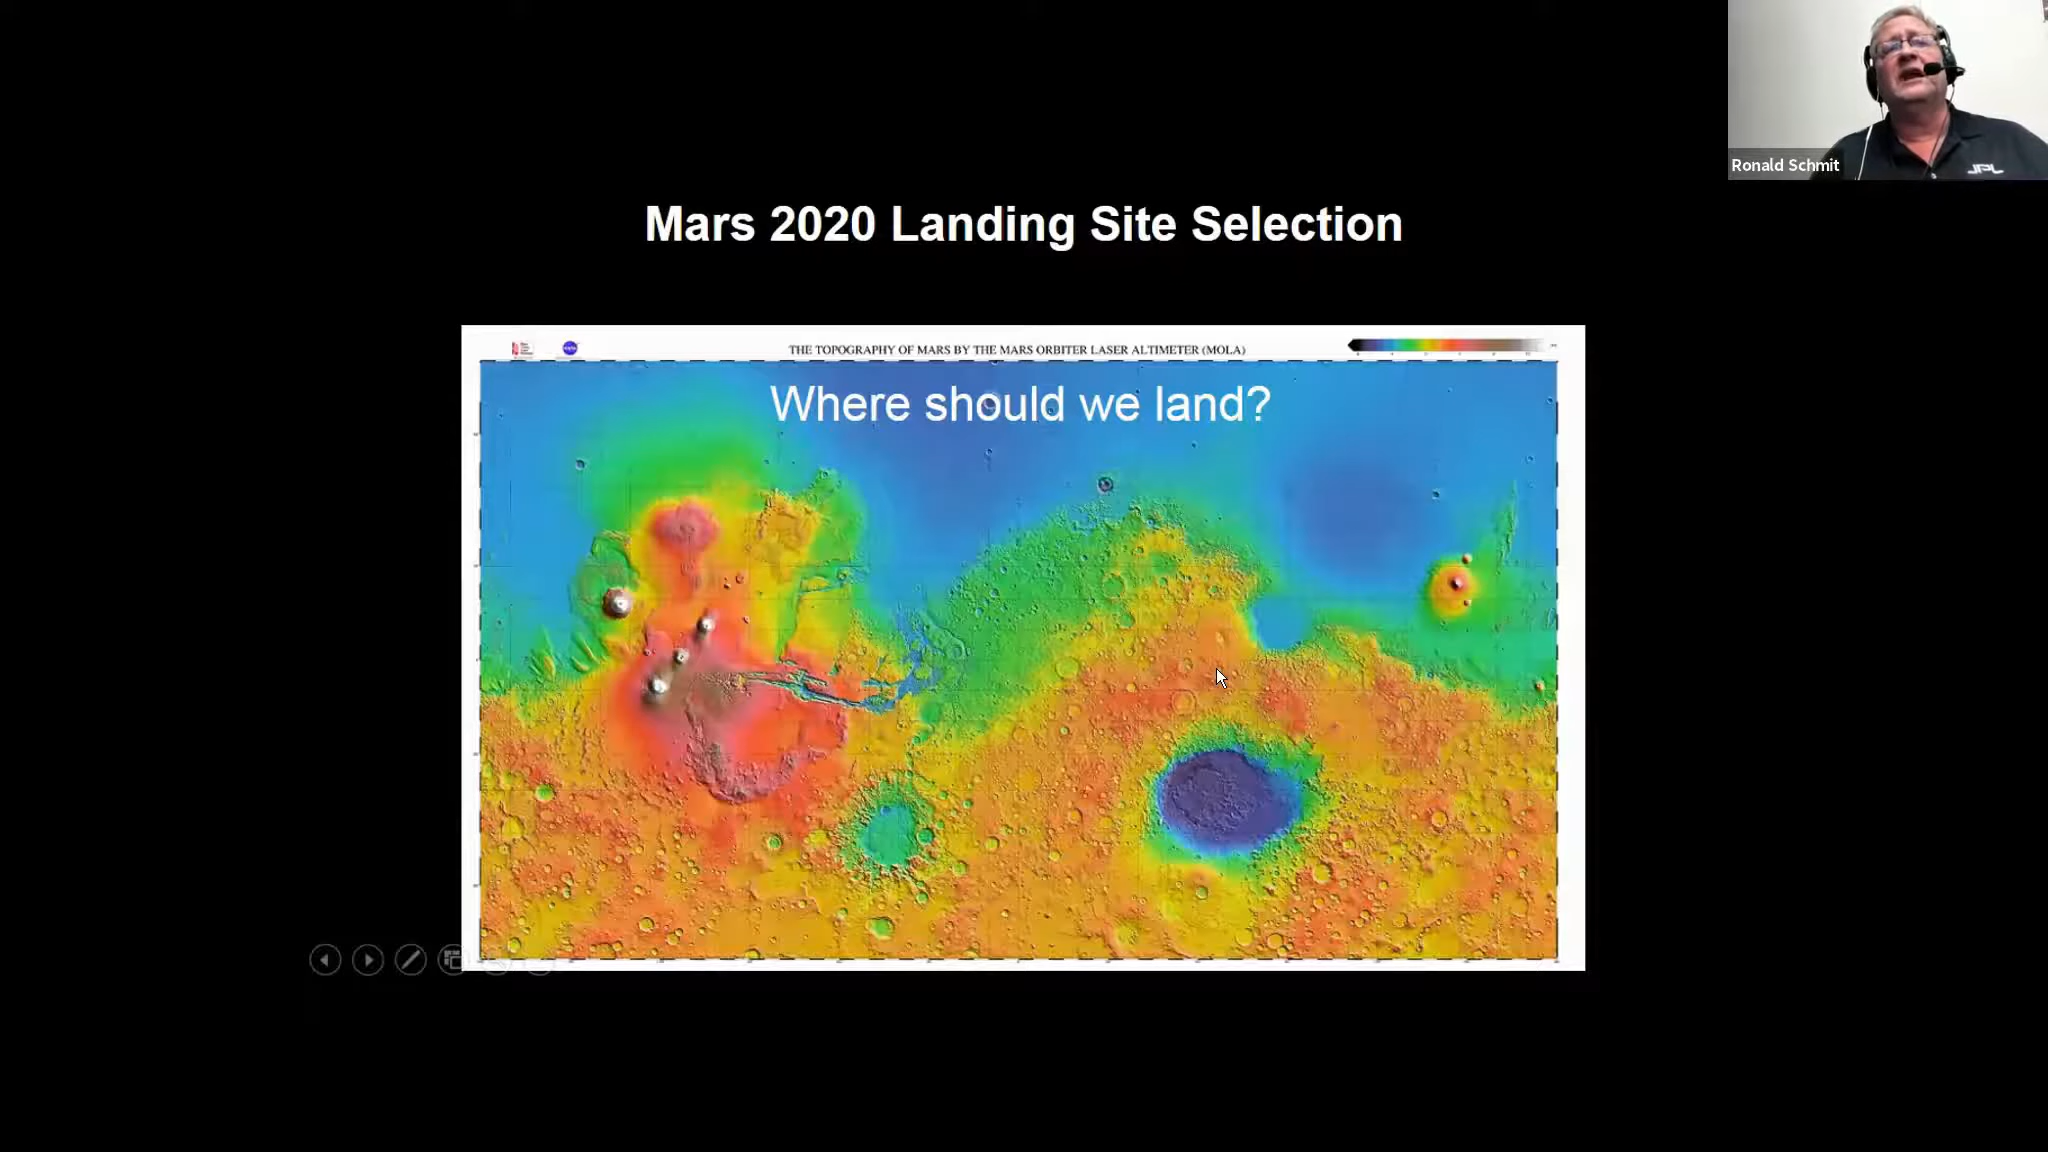 Ronald Schmit
JPL
Mars 2020 Landing Site Selection
THE TOPOGRAPHY OF MARS BY THE MARS ORBITER LASER ALTIMETER (MOLA)
Where should we land?